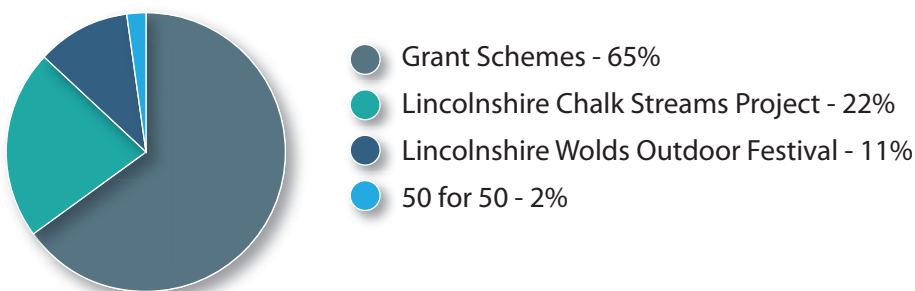 Grant Schemes - 65%
Lincolnshire Chalk Streams Project - 22%
Lincolnshire Wolds Outdoor Festival - 11%
50 for 50 - 2%